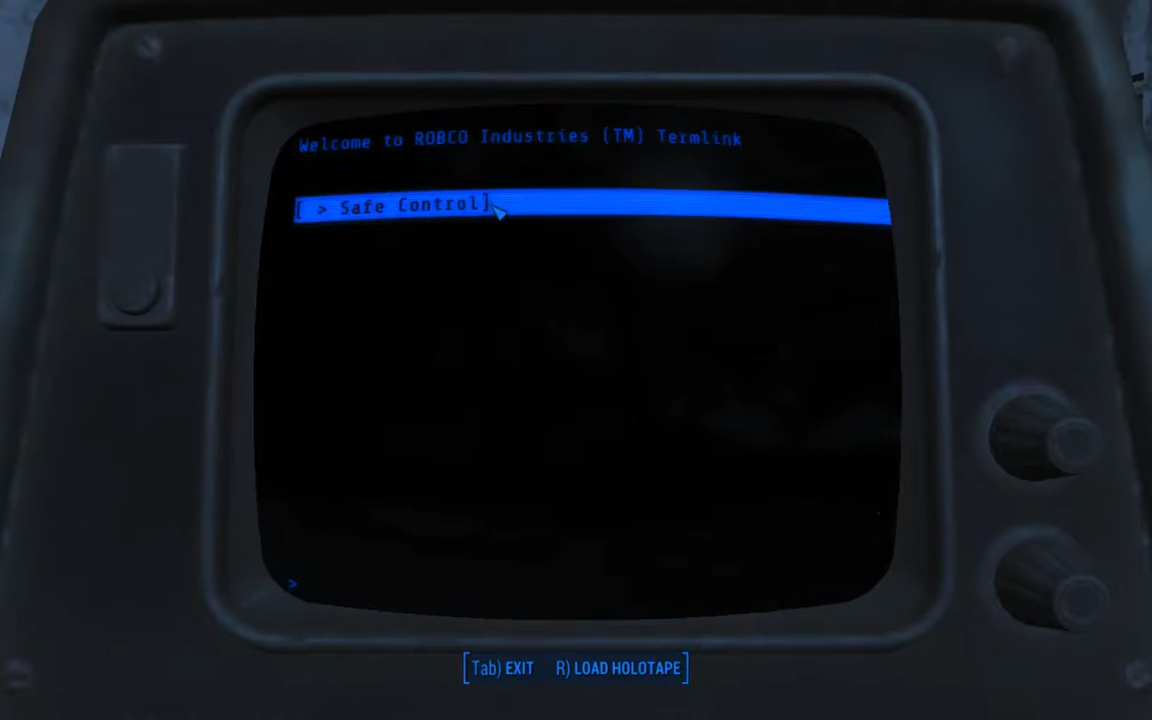 Welcome to ROBCO Industries (TM) Termlink
[ > Safe Control]
>
[Tab) EXIT R) LOAD HOLOTAPE]